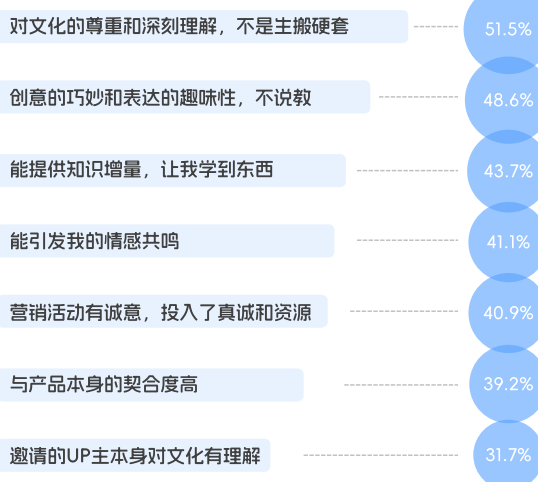 对文化的尊重和深刻理解，不是生搬硬套 51.5%
创意的巧妙和表达的趣味性，不说教 48.6%
能提供知识增量，让我学到东西 43.7%
能引发我的情感共鸣 41.1%
营销活动有诚意，投入了真诚和资源 40.9%
与产品本身的契合度高 39.2%
邀请的UP主本身对文化有理解 31.7%